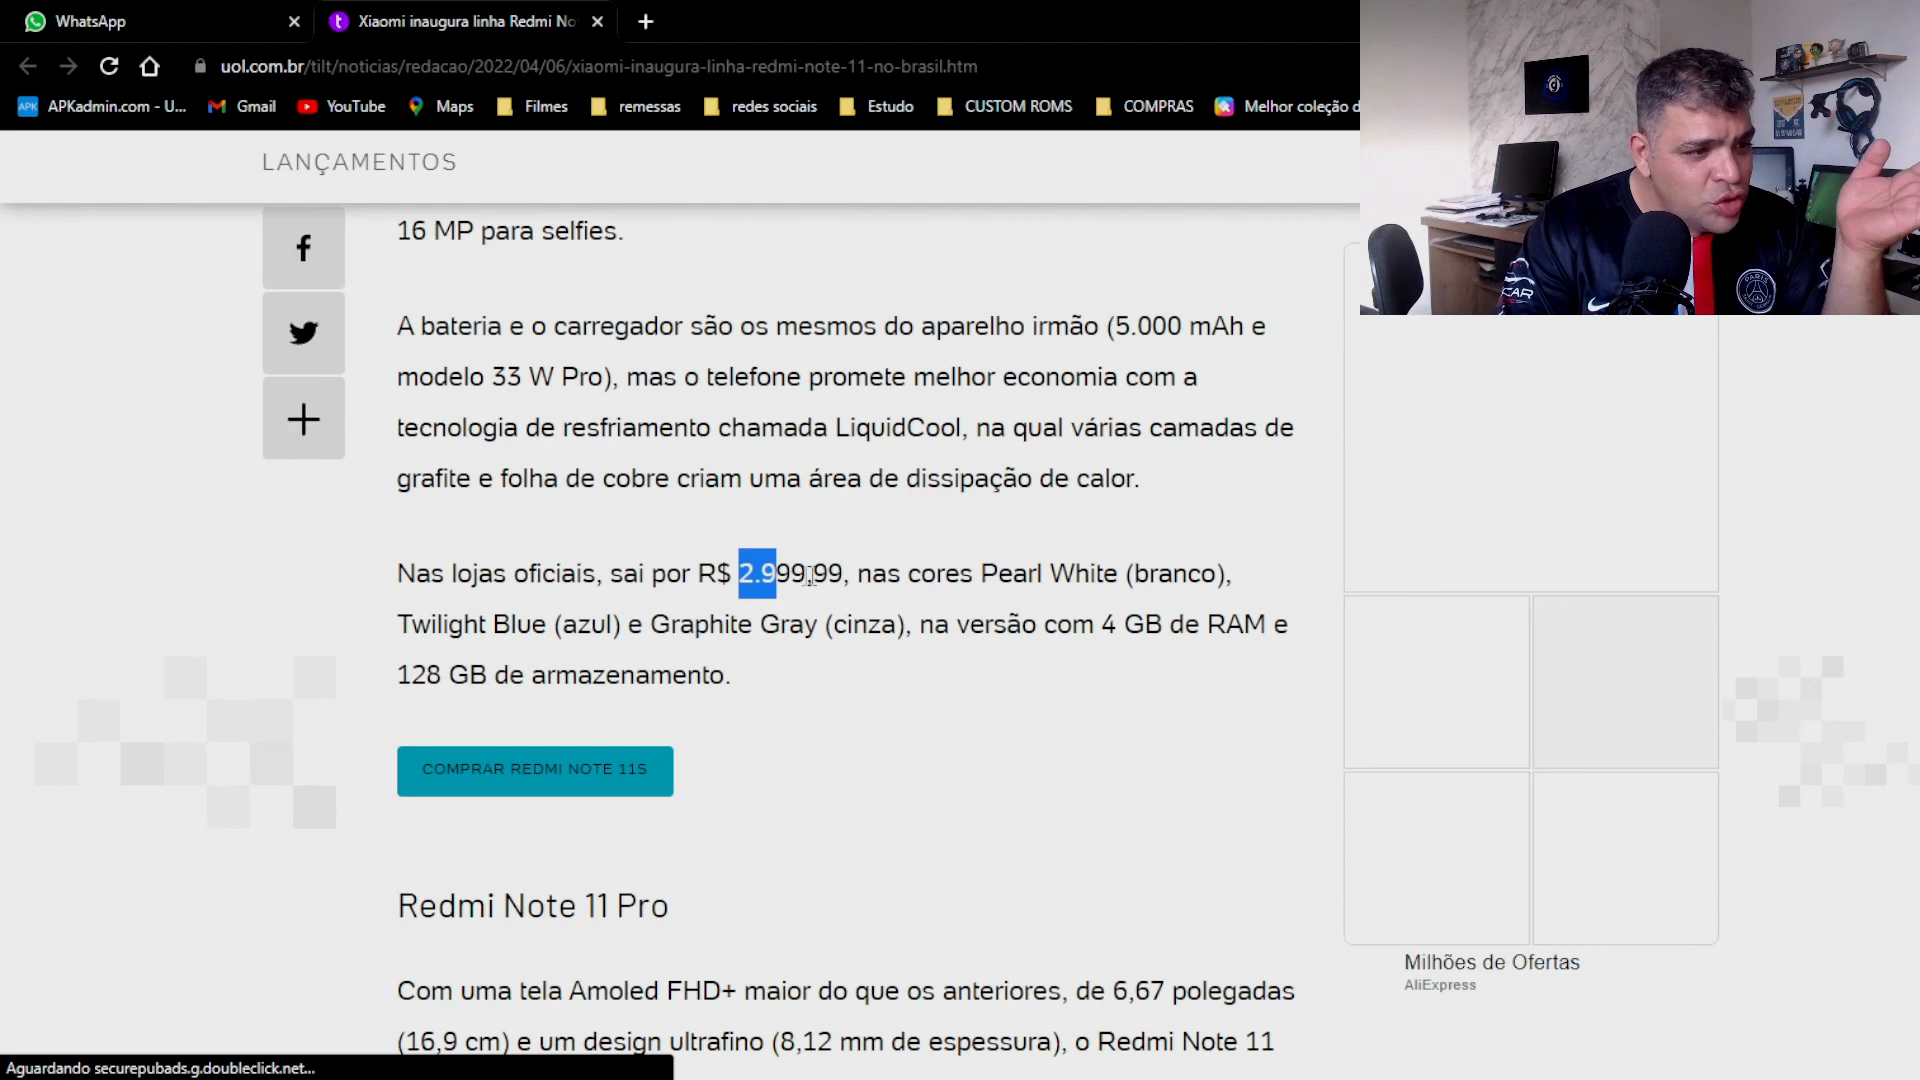 WhatsApp
Xiaomi inaugura linha Redmi No
uol.com.br/tilt/noticias/redacao/2022/04/06/xiaomi-inaugura-linha-redmi-note-11-no-brasil.htm
APK APKadmin.com - U... Gmail YouTube Maps Filmes remessas redes sociais Estudo CUSTOM ROMS COMPRAS Melhor coleção d
LANÇAMENTOS
16 MP para selfies.
A bateria e o carregador são os mesmos do aparelho irmão (5.000 mAh e
modelo 33 W Pro), mas o telefone promete melhor economia com a
tecnologia de resfriamento chamada LiquidCool, na qual várias camadas de
grafite e folha de cobre criam uma área de dissipação de calor.
Nas lojas oficiais, sai por R$ 2.999,99, nas cores Pearl White (branco),
Twilight Blue (azul) e Graphite Gray (cinza), na versão com 4 GB de RAM e
128 GB de armazenamento.
COMPRAR REDMI NOTE 11S
Redmi Note 11 Pro
Com uma tela Amoled FHD+ maior do que os anteriores, de 6,67 polegadas
(16,9 cm) e um design ultrafino (8,12 mm de espessura), o Redmi Note 11
Milhões de Ofertas
AliExpress
Aguardando securepubads.g.doubleclick.net...
PARIS